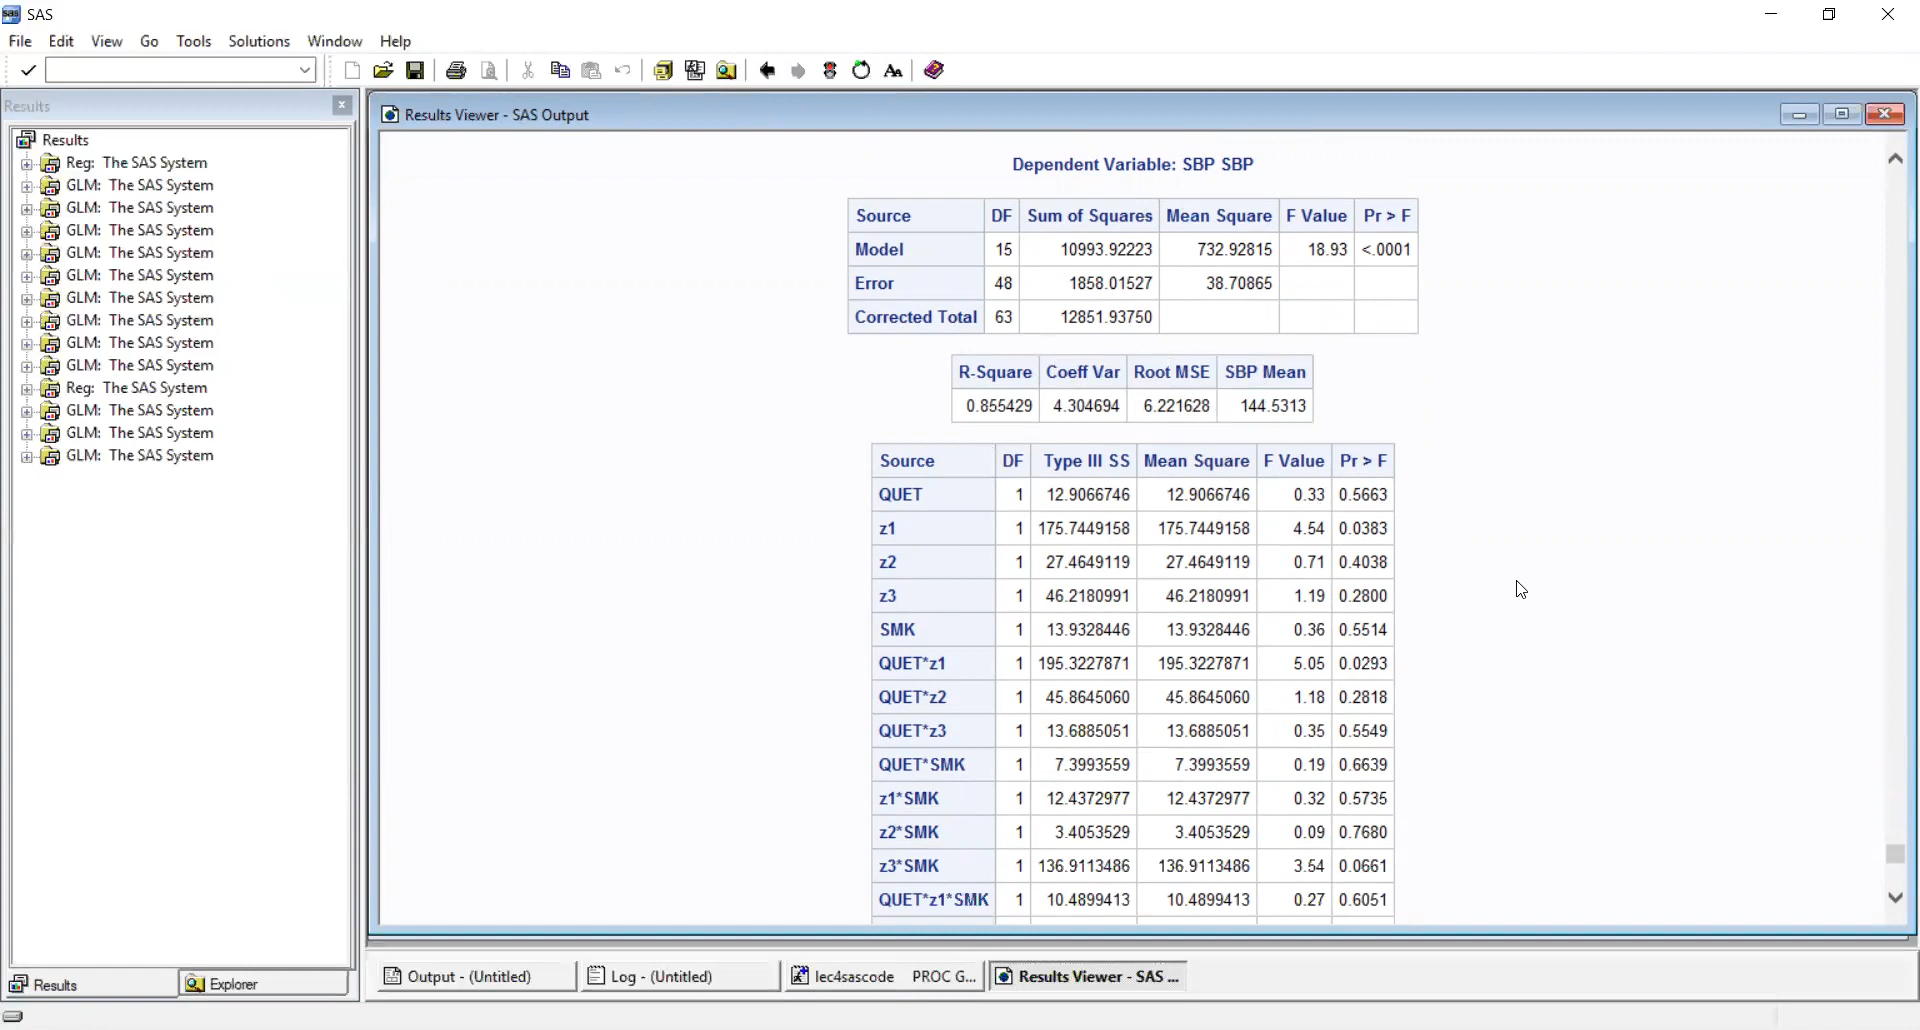 SAS
File Edit View Go Tools Solutions Window Help
Results
Results Viewer - SAS Output
Results
Reg: The SAS System
GLM: The SAS System
GLM: The SAS System
GLM: The SAS System
GLM: The SAS System
GLM: The SAS System
GLM: The SAS System
GLM: The SAS System
GLM: The SAS System
GLM: The SAS System
Reg: The SAS System
GLM: The SAS System
GLM: The SAS System
GLM: The SAS System
Dependent Variable: SBP SBP
Source DF Sum of Squares Mean Square F Value Pr > F
Model 15 10993.92223 732.92815 18.93 <.0001
Error 48 1858.01527 38.70865
Corrected Total 63 12851.93750
R-Square Coeff Var Root MSE SBP Mean
0.855429 4.304694 6.221628 144.5313
Source DF Type III SS Mean Square F Value Pr > F
QUET 1 12.9066746 12.9066746 0.33 0.5663
z1 1 175.7449158 175.7449158 4.54 0.0383
z2 1 27.4649119 27.4649119 0.71 0.4038
z3 1 46.2180991 46.2180991 1.19 0.2800
SMK 1 13.9328446 13.9328446 0.36 0.5514
QUET*z1 1 195.3227871 195.3227871 5.05 0.0293
QUET*z2 1 45.8645060 45.8645060 1.18 0.2818
QUET*z3 1 13.6885051 13.6885051 0.35 0.5549
QUET*SMK 1 7.3993559 7.3993559 0.19 0.6639
z1*SMK 1 12.4372977 12.4372977 0.32 0.5735
z2*SMK 1 3.4053529 3.4053529 0.09 0.7680
z3*SMK 1 136.9113486 136.9113486 3.54 0.0661
QUET*z1*SMK 1 10.4899413 10.4899413 0.27 0.6051
Results Explorer
Output - (Untitled) Log - (Untitled) lec4sascode PROC G... Results Viewer - SAS ...